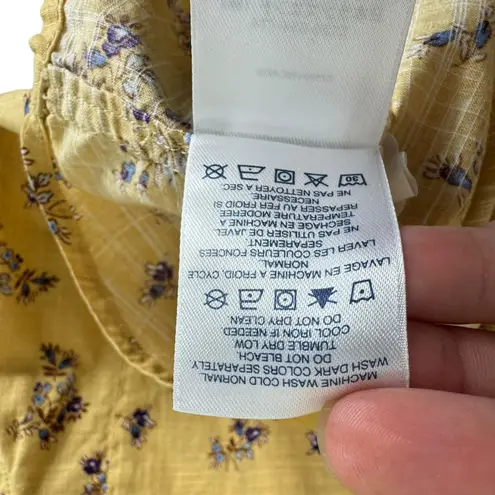 MACHINE WASH COLD NORMAL
WASH DARK COLORS SEPARATELY
DO NOT BLEACH
TUMBLE DRY LOW
COOL IRON IF NEEDED
DO NOT DRY CLEAN
LAVAGE EN MACHINE A FROID, CYCLE
NORMAL
LAVER LES COULEURS FONCEES
SEPAREMENT
NE PAS UTILISER DE JAVEL
SECHAGE A
TEMPERATURE MODEREE
REPASSER AU FER FROID SI
NECESSAIRE
NE PAS NETTOYER A SEC
30